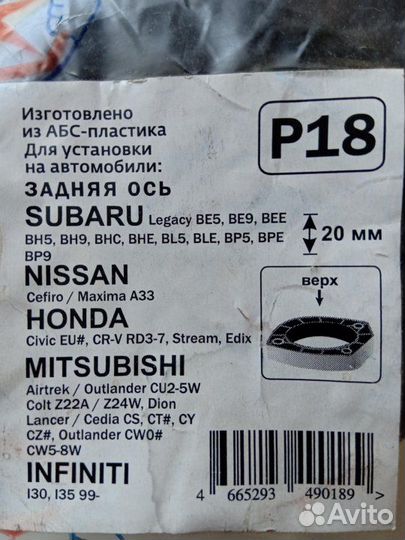 Изготовлено
из АБС-пластика
Для установки
на автомобили:
P18
ЗАДНЯЯ ОСЬ
SUBARU Legacy BE5, BE9, BEE
BH5, BH9, BHC, BHE, BL5, BLE, BP5, BPE
BP9
20 мм
NISSAN
Cefiro / Maxima A33
верх
HONDA
Civic EU#, CR-V RD3-7, Stream, Edix
MITSUBISHI
Airtrek / Outlander CU2-5W
Colt Z22A / Z24W, Dion
Lancer / Cedia CS, CT#, CY
CZ#, Outlander CW0#
CW5-8W
INFINITI
I30, I35 99-
4 665293 490189 >
Avito